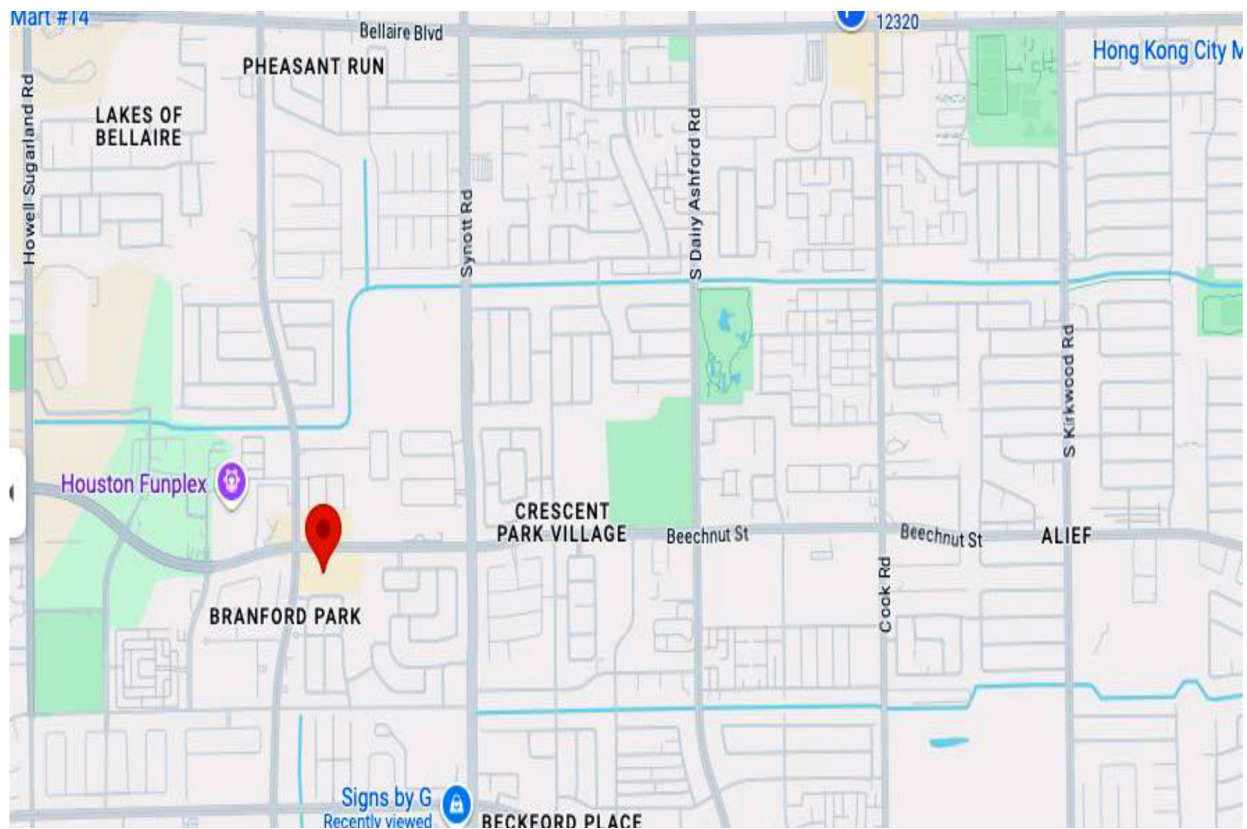 Mart #14
Bellaire Blvd
12320
Hong Kong City M
PHEASANT RUN
LAKES OF
BELLAIRE
Howell Sugarland Rd
Synott Rd
S Dairy Ashford Rd
S Kirkwood Rd
Houston Funplex
CRESCENT
PARK VILLAGE
Beechnut St
Beechnut St
ALIEF
Cook Rd
BRANFORD PARK
Signs by G
Recently viewed
BECKFORD PLACE